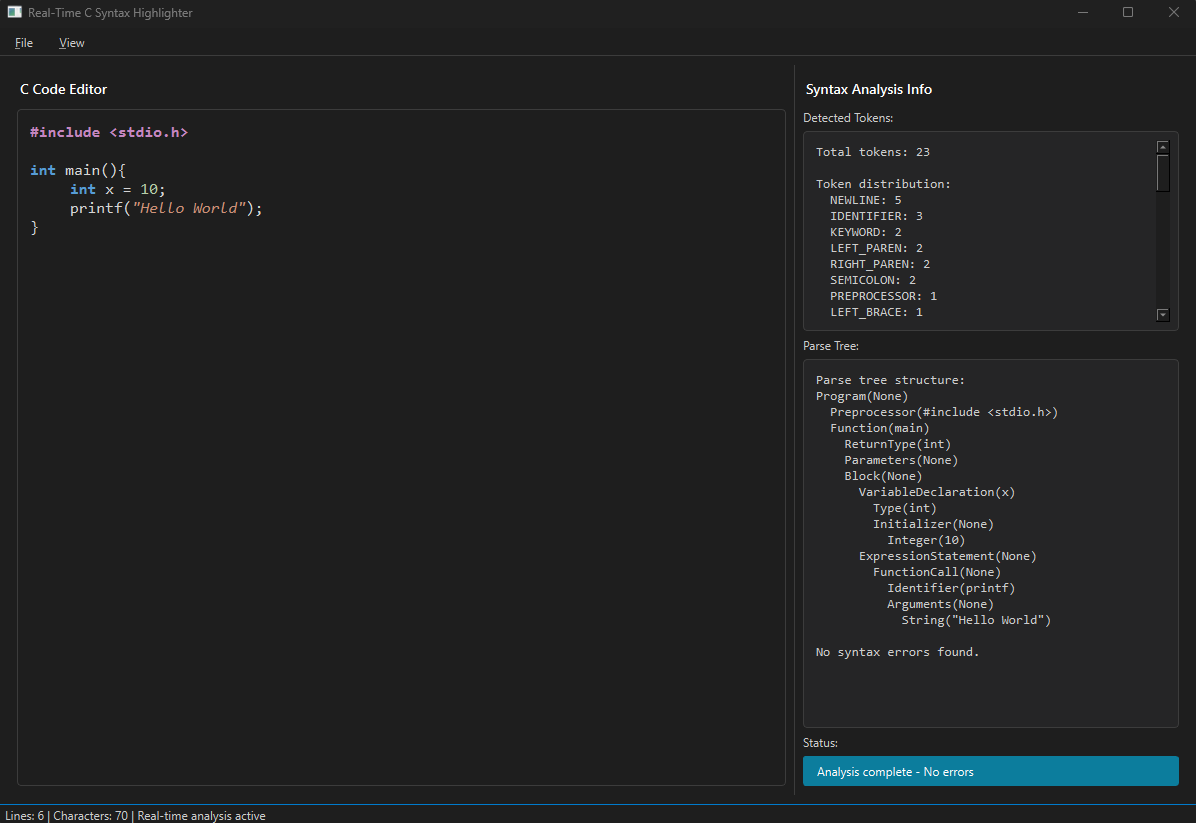 Real-Time C Syntax Highlighter
File View
C Code Editor
#include <stdio.h>
int main(){
int x = 10;
printf("Hello World");
}
Syntax Analysis Info
Detected Tokens:
Total tokens: 23
Token distribution:
NEWLINE: 5
IDENTIFIER: 3
KEYWORD: 2
LEFT_PAREN: 2
RIGHT_PAREN: 2
SEMICOLON: 2
PREPROCESSOR: 1
LEFT_BRACE: 1
Parse Tree:
Parse tree structure:
Program(None)
Preprocessor(#include <stdio.h>)
Function(main)
ReturnType(int)
Parameters(None)
Block(None)
VariableDeclaration(x)
Type(int)
Initializer(None)
Integer(10)
ExpressionStatement(None)
FunctionCall(None)
Identifier(printf)
Arguments(None)
String("Hello World")
No syntax errors found.
Status:
Analysis complete - No errors
Lines: 6 | Characters: 70 | Real-time analysis active